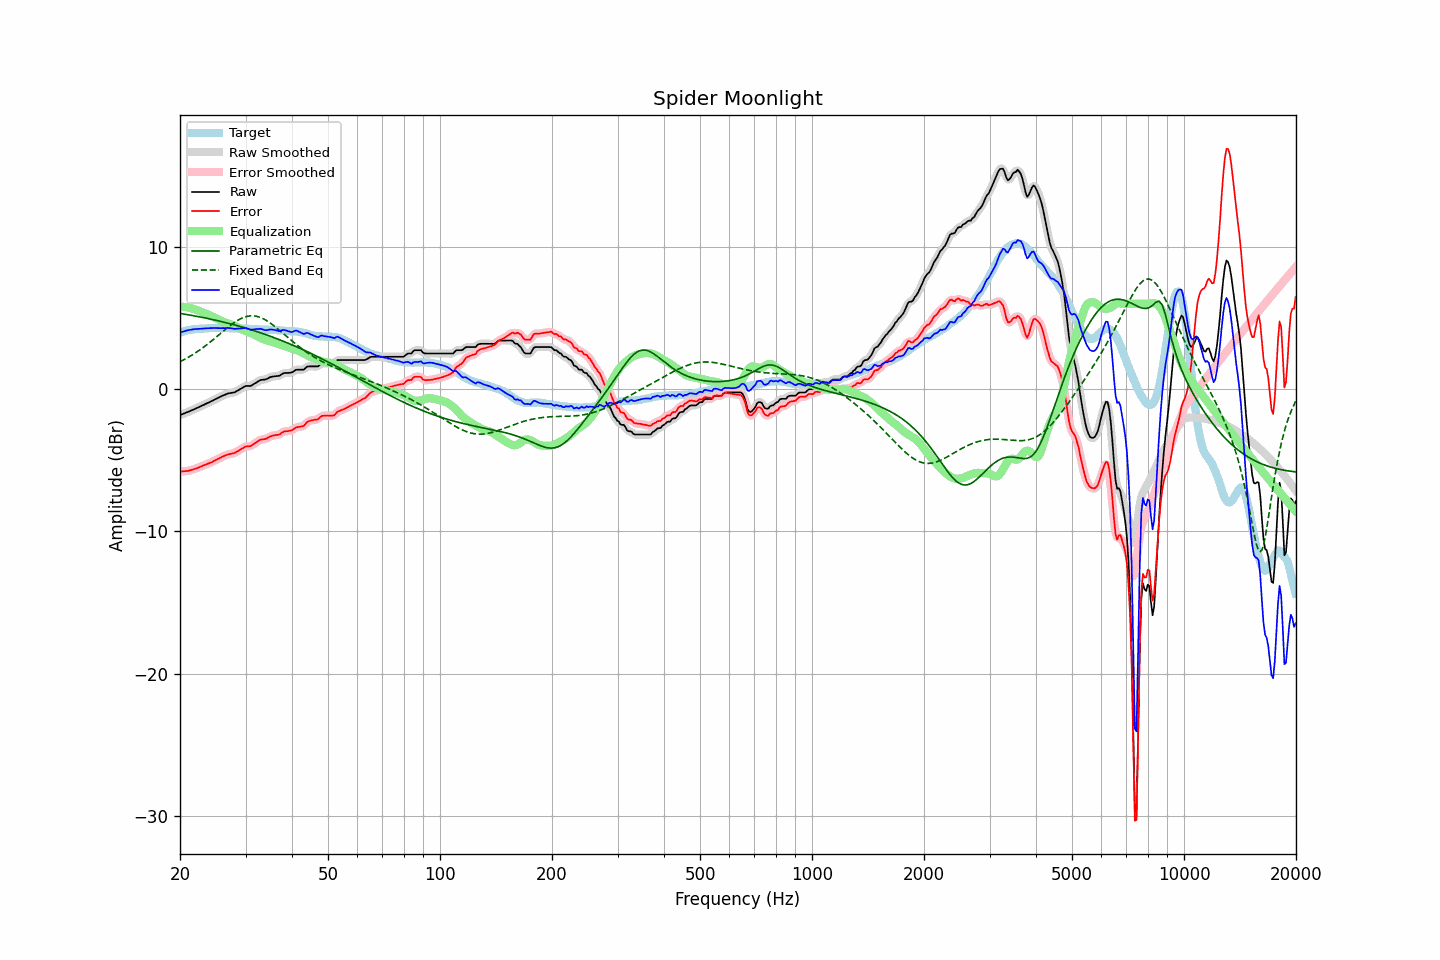 Spider Moonlight
Target
Raw Smoothed
Error Smoothed
Raw
Error
Equalization
Parametric Eq
Fixed Band Eq
Equalized
Amplitude (dBr)
10
0
−10
−20
−30
20 50 100 200 500 1000 2000 5000 10000 20000
Frequency (Hz)